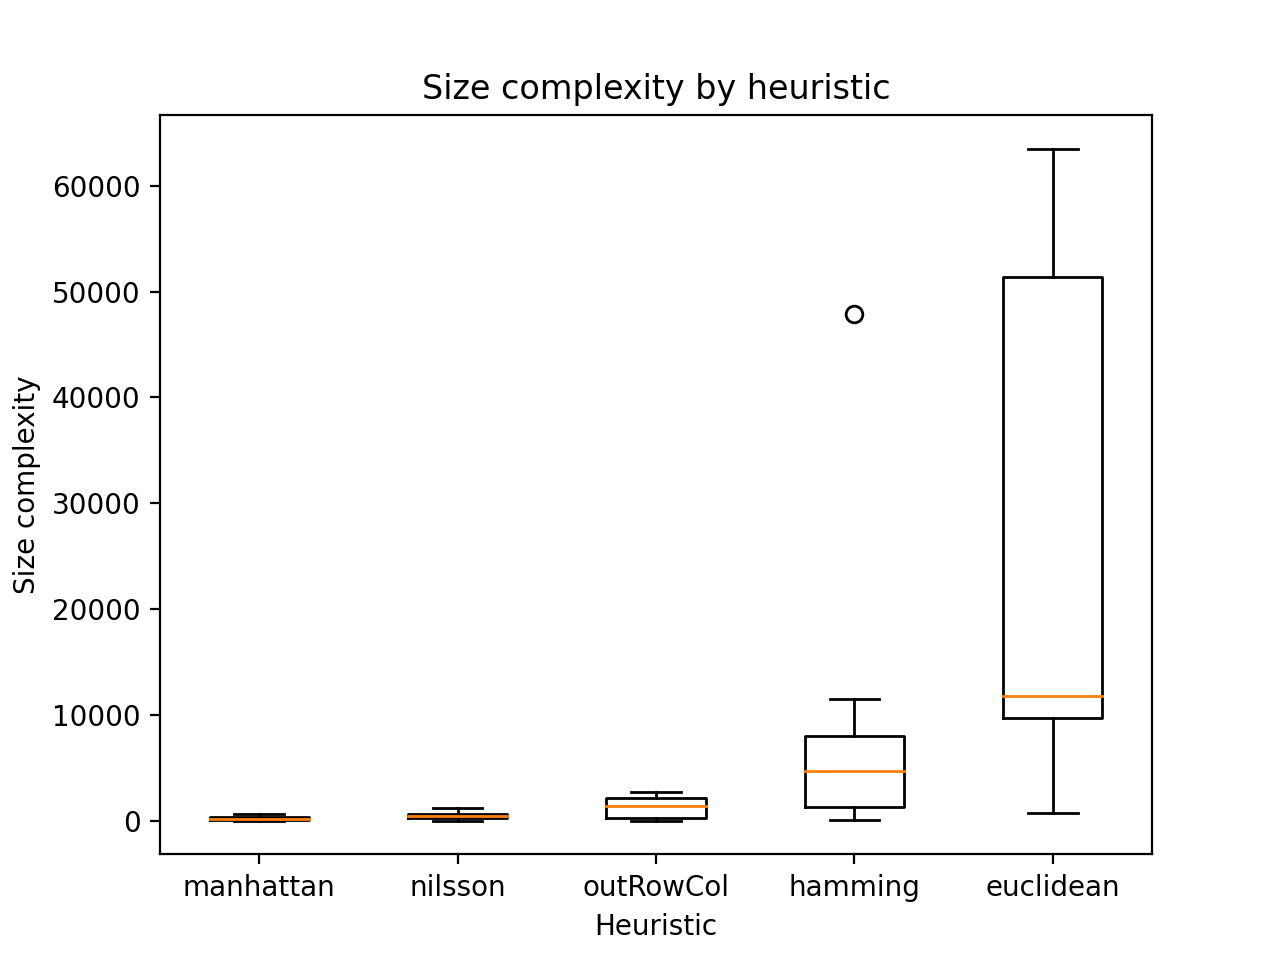 Size complexity by heuristic
60000
50000
40000
30000
20000
10000
0
Size complexity
manhattan nilsson outRowCol hamming euclidean
Heuristic